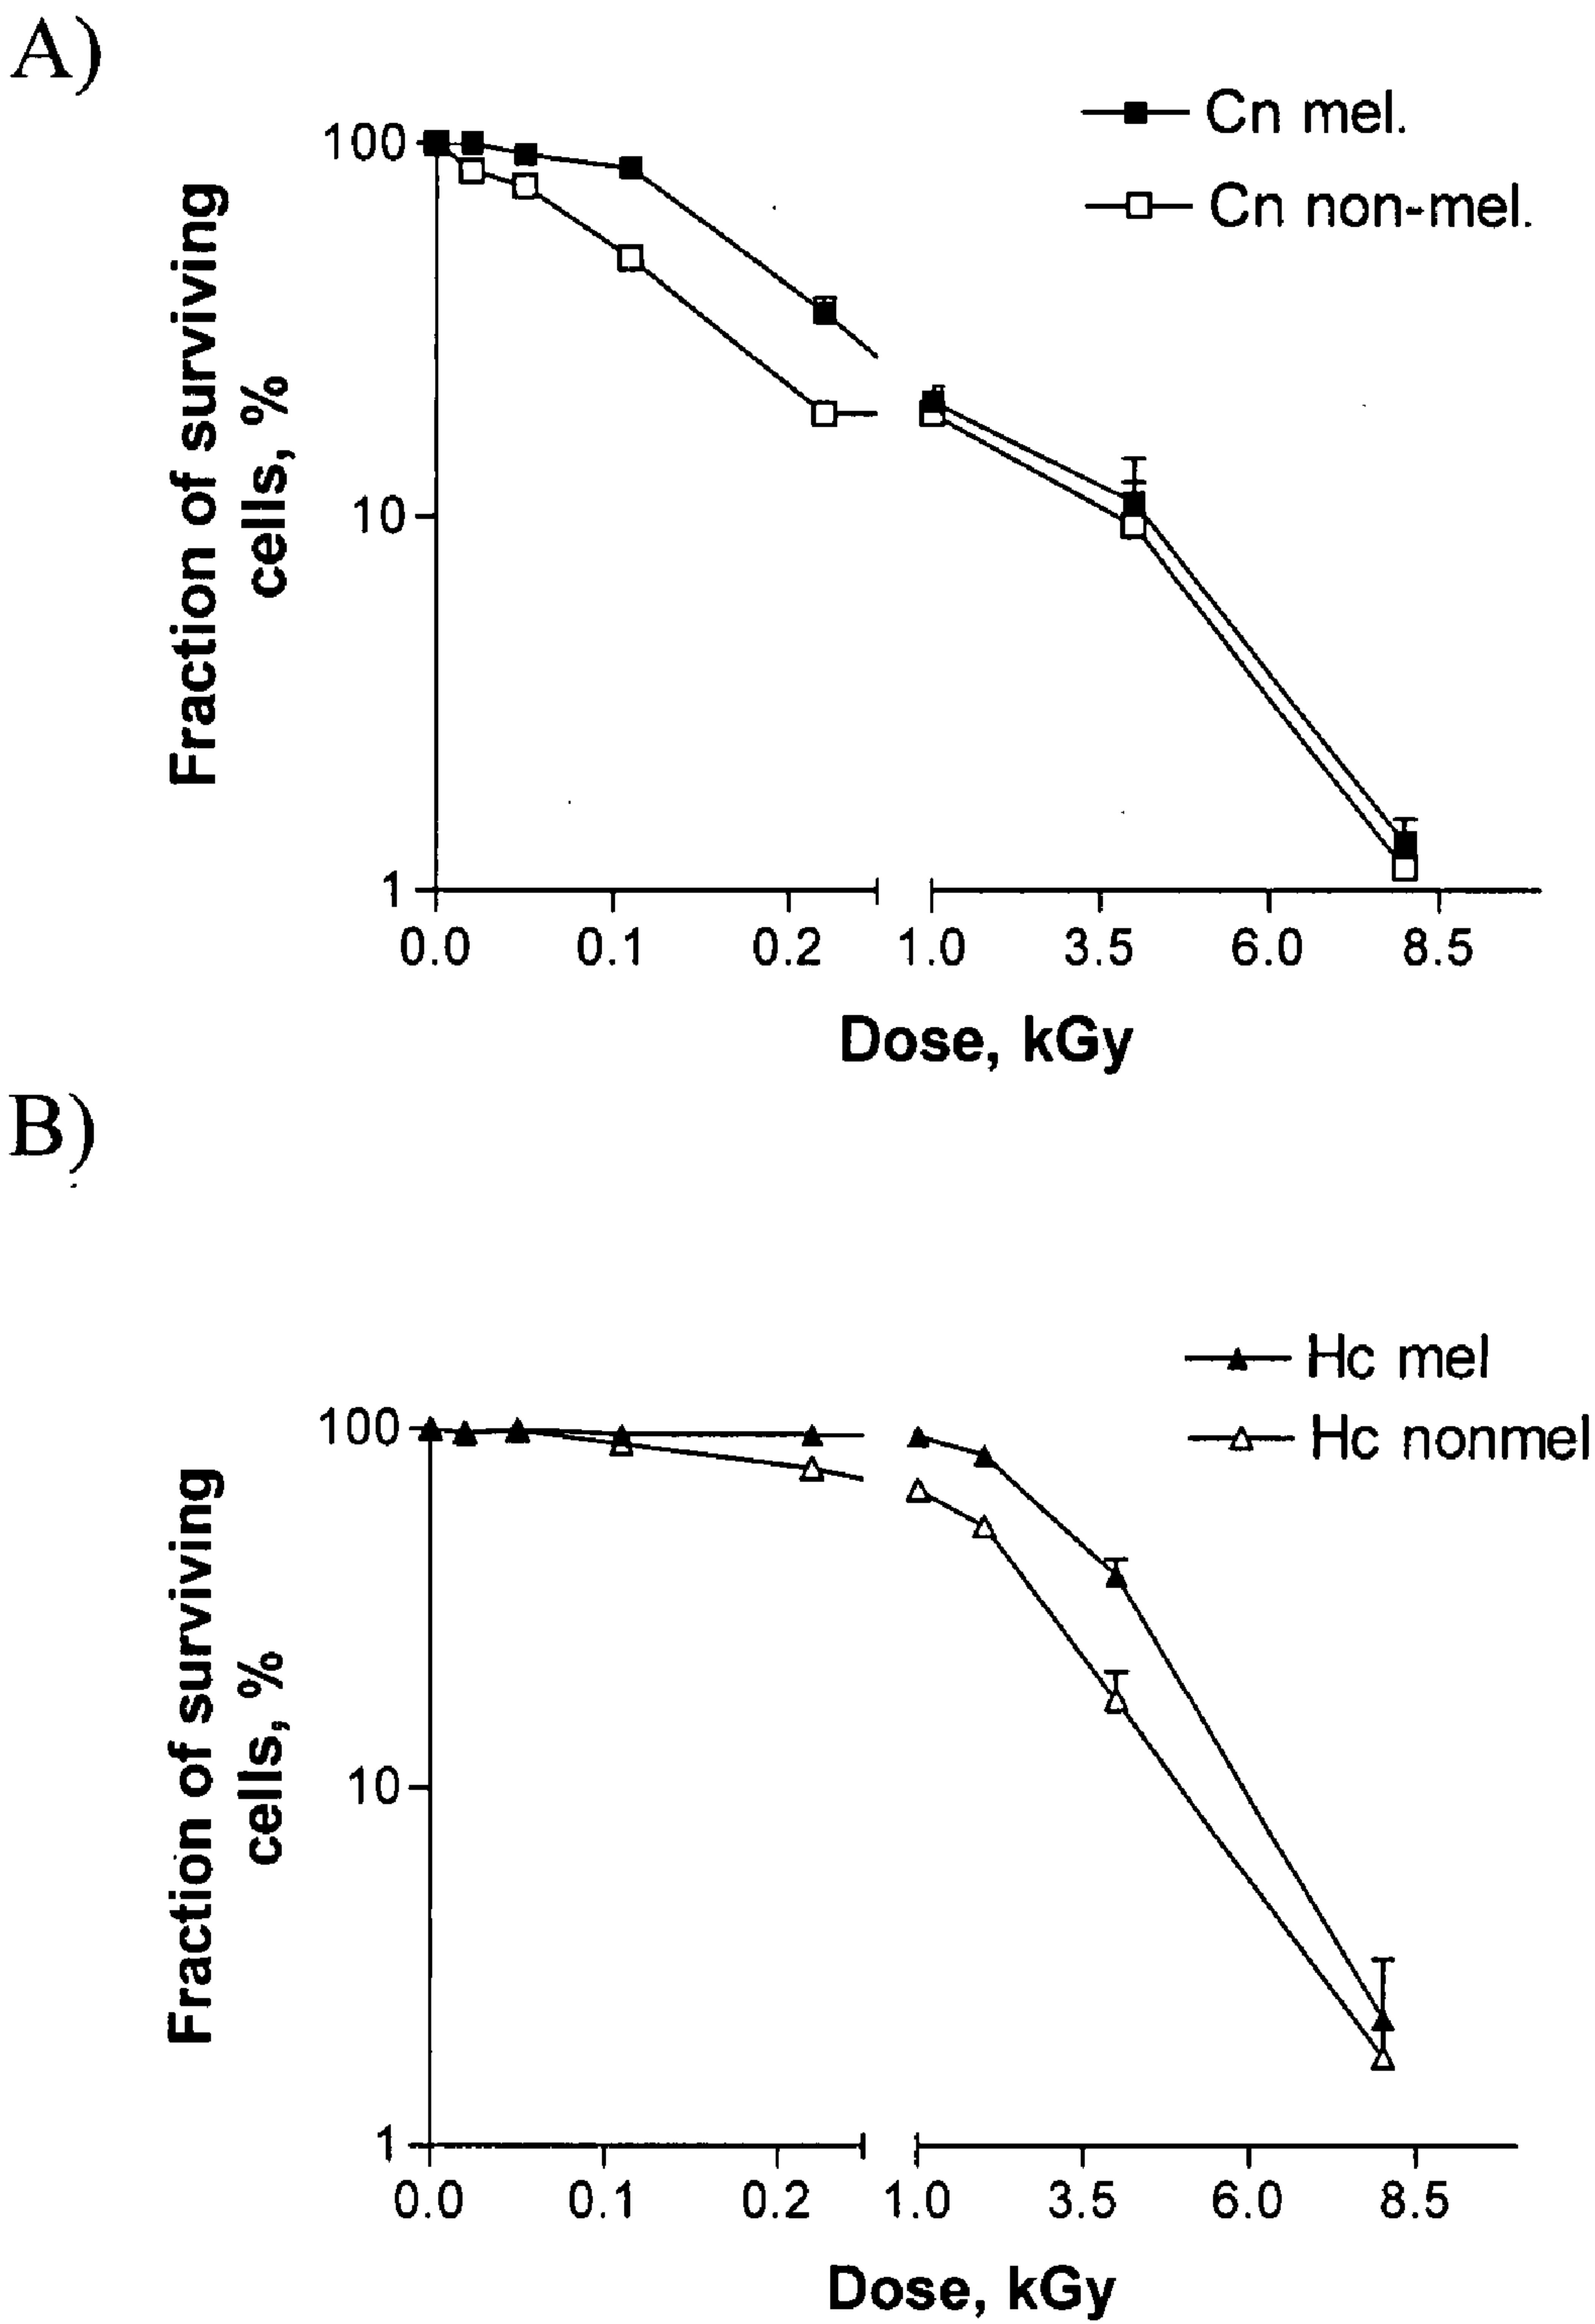 A)
Cn mel.
Cn non-mel.
Fraction of surviving
cells, %
100
10
1
0.0 0.1 0.2 1.0 3.5 6.0 8.5
Dose, kGy
B)
Hc mel
Hc nonmel
Fraction of surviving
cells, %
100
10
1
0.0 0.1 0.2 1.0 3.5 6.0 8.5
Dose, kGy